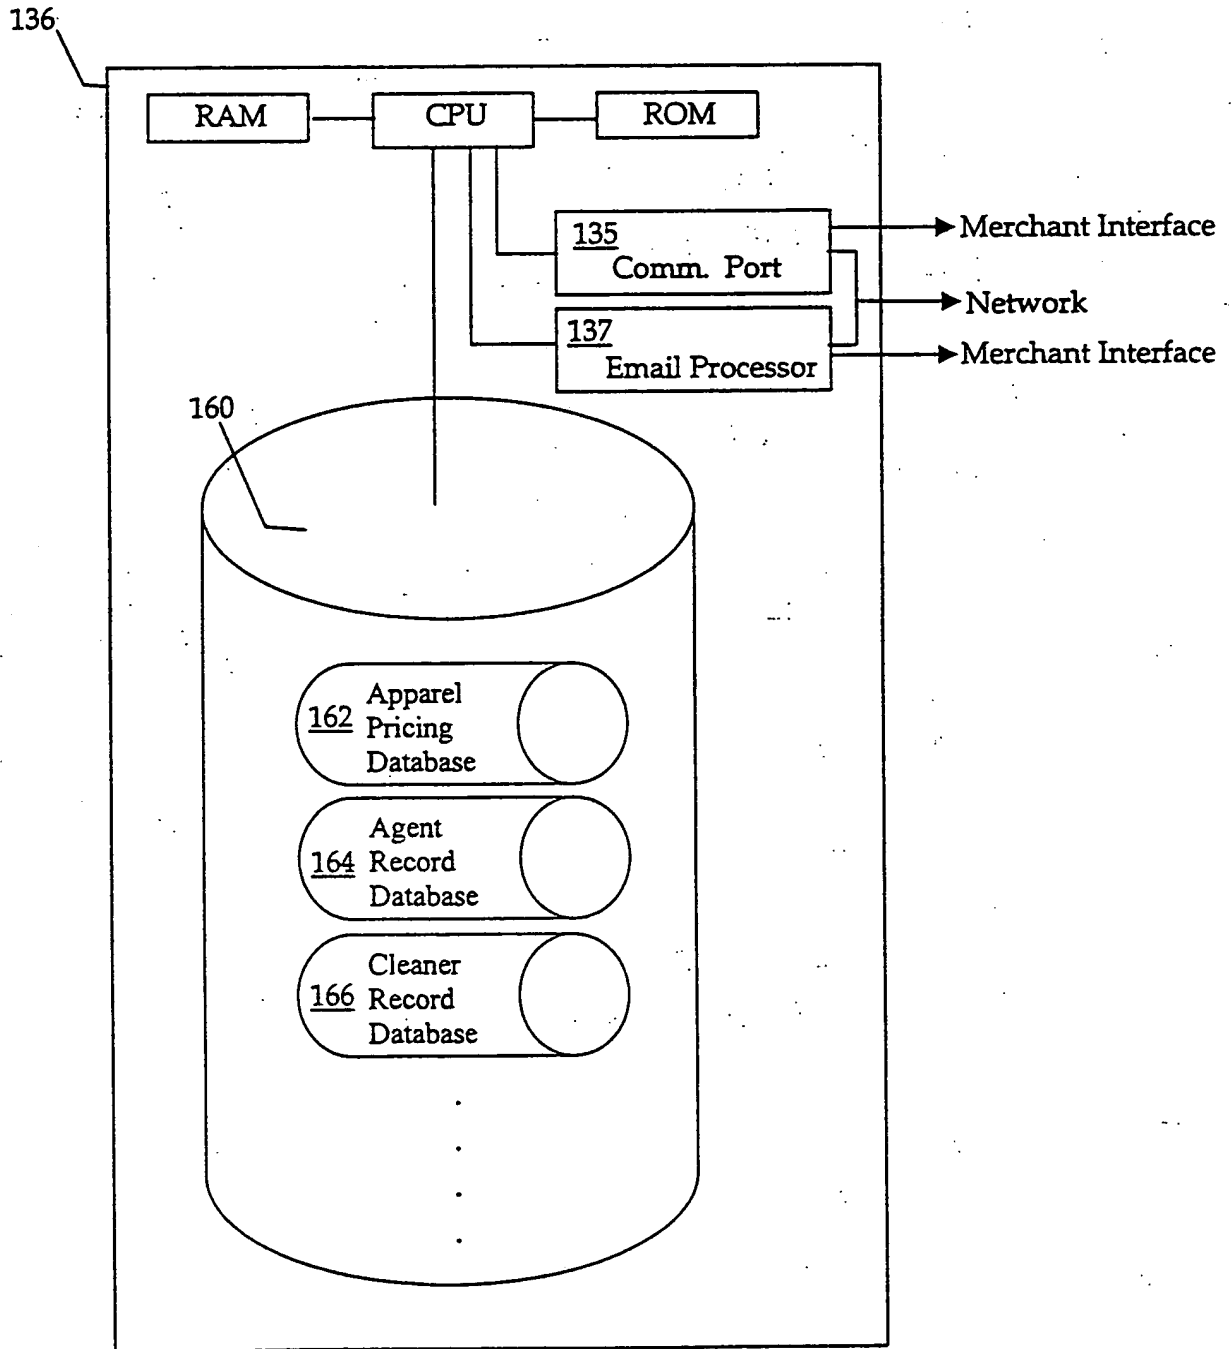 136
RAM CPU ROM
135
Comm. Port
Merchant Interface
Network
137
Email Processor
Merchant Interface
160
162 Apparel
Pricing
Database
164 Agent
Record
Database
166 Cleaner
Record
Database